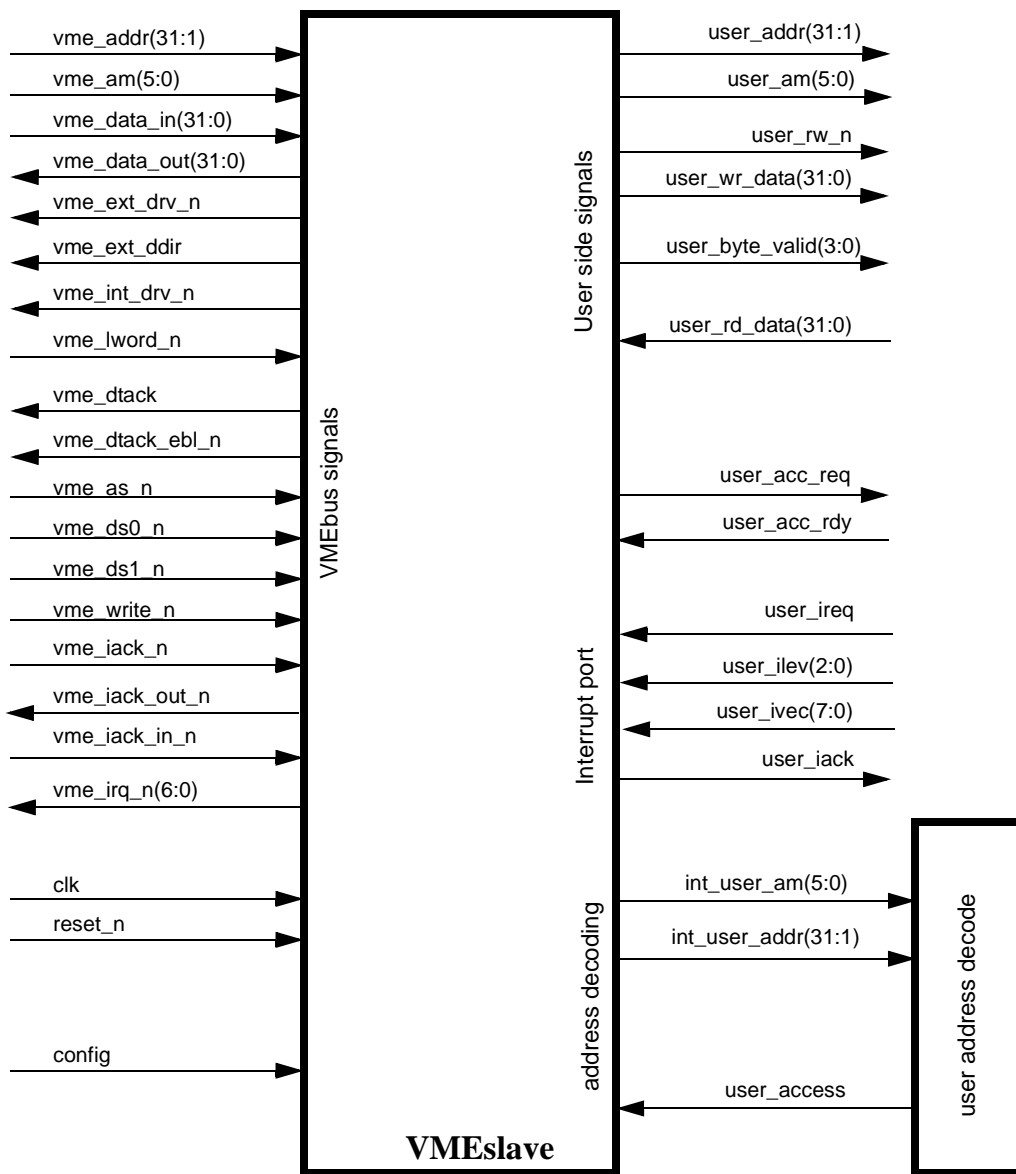 vme_addr(31:1)
vme_am(5:0)
vme_data_in(31:0)
vme_data_out(31:0)
vme_ext_drv_n
vme_ext_ddir
vme_int_drv_n
vme_lword_n
vme_dtack
vme_dtack_ebl_n
vme_as_n
vme_ds0_n
vme_ds1_n
vme_write_n
vme_iack_n
vme_iack_out_n
vme_iack_in_n
vme_irq_n(6:0)
clk
reset_n
config
VMEbus signals
User side signals
Interrupt port
address decoding
VMEslave
user_addr(31:1)
user_am(5:0)
user_rw_n
user_wr_data(31:0)
user_byte_valid(3:0)
user_rd_data(31:0)
user_acc_req
user_acc_rdy
user_ireq
user_ilev(2:0)
user_ivec(7:0)
user_iack
int_user_am(5:0)
int_user_addr(31:1)
user_access
user address decode